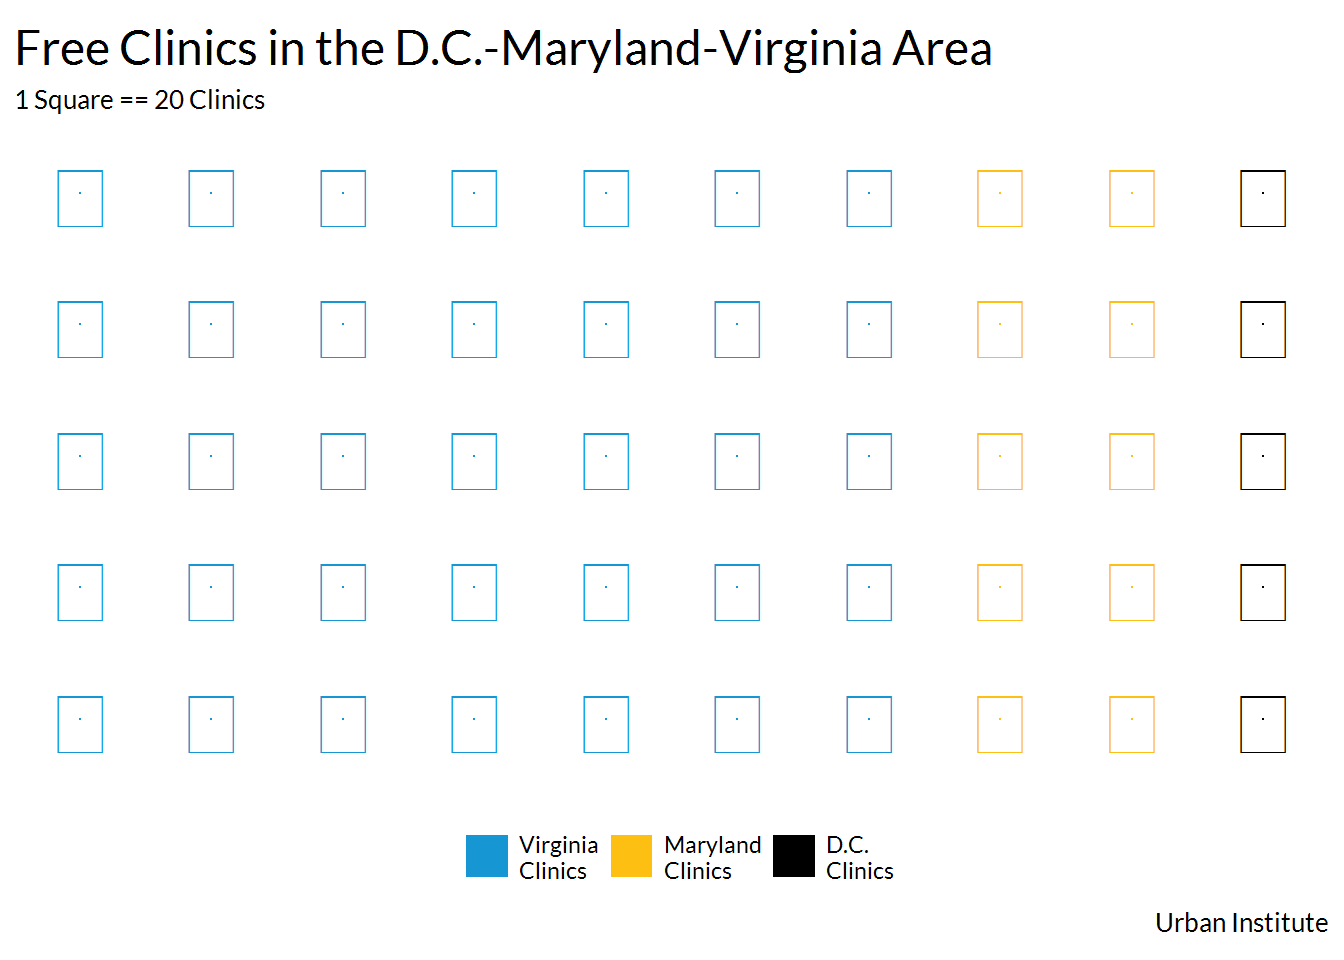 Free Clinics in the D.C.-Maryland-Virginia Area
1 Square == 20 Clinics
Virginia
Clinics
Maryland
Clinics
D.C.
Clinics
Urban Institute